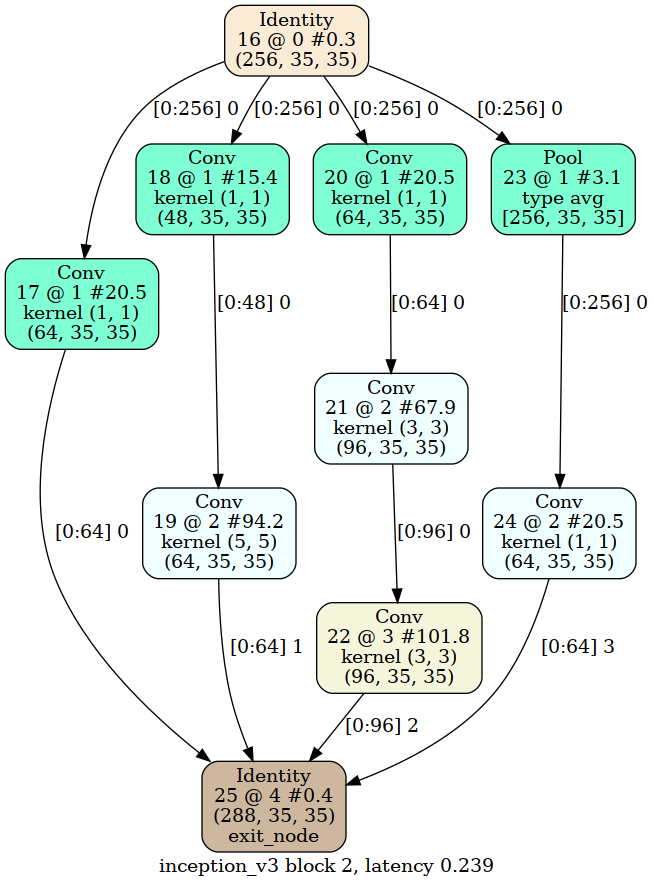 Identity
16 @ 0 #0.3
(256, 35, 35)
[0:256] 0
[0:256] 0
[0:256] 0
[0:256] 0
Conv
18 @ 1 #15.4
kernel (1, 1)
(48, 35, 35)
Conv
20 @ 1 #20.5
kernel (1, 1)
(64, 35, 35)
Pool
23 @ 1 #3.1
type avg
[256, 35, 35]
Conv
17 @ 1 #20.5
kernel (1, 1)
(64, 35, 35)
[0:48] 0
[0:64] 0
[0:256] 0
Conv
21 @ 2 #67.9
kernel (3, 3)
(96, 35, 35)
Conv
19 @ 2 #94.2
kernel (5, 5)
(64, 35, 35)
Conv
24 @ 2 #20.5
kernel (1, 1)
(64, 35, 35)
[0:64] 0
[0:96] 0
Conv
22 @ 3 #101.8
kernel (3, 3)
(96, 35, 35)
[0:64] 1
[0:64] 3
[0:96] 2
Identity
25 @ 4 #0.4
(288, 35, 35)
exit_node
inception_v3 block 2, latency 0.239